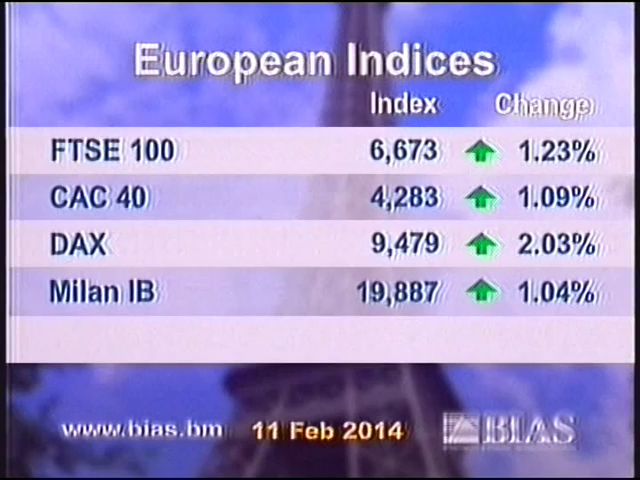 European Indices
Index Change
FTSE 100 6,673 1.23%
CAC 40 4,283 1.09%
DAX 9,479 2.03%
Milan IB 19,887 1.04%
www.bias.bm 11 Feb 2014 BIAS